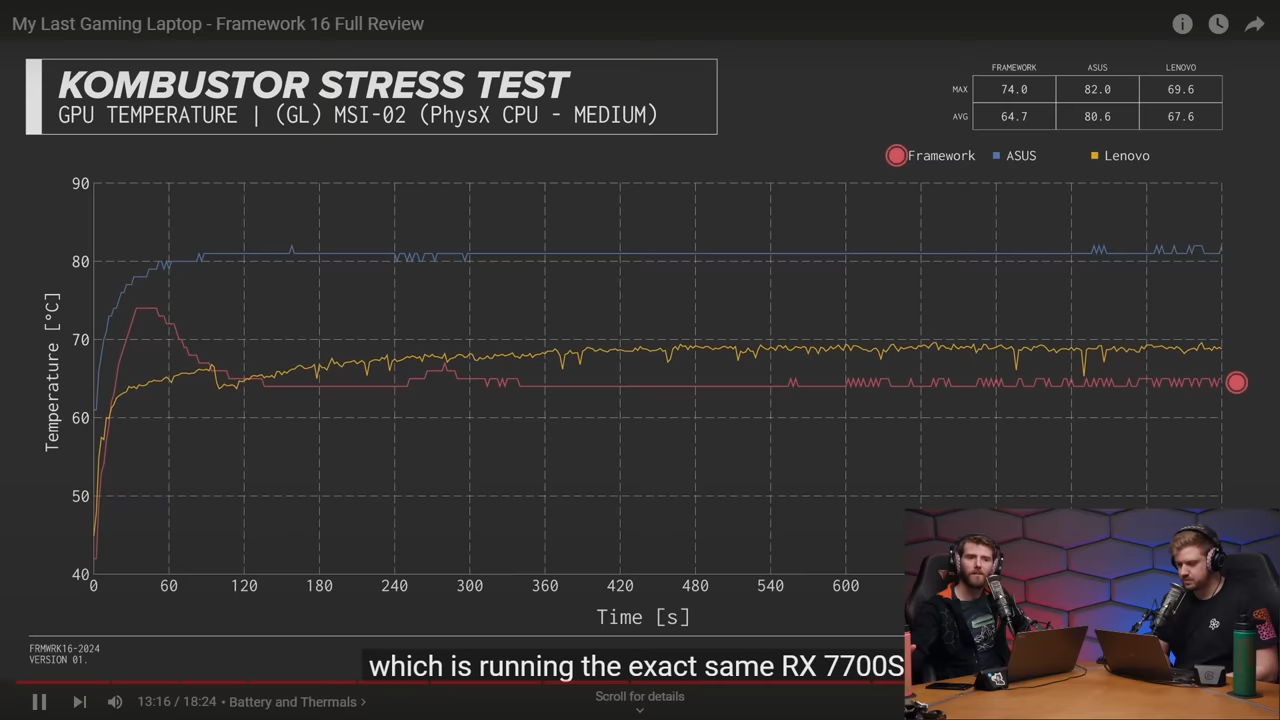 My Last Gaming Laptop - Framework 16 Full Review
KOMBUSTOR STRESS TEST
GPU TEMPERATURE | (GL) MSI-02 (PhysX CPU - MEDIUM)
FRAMEWORK ASUS LENOVO
MAX 74.0 82.0 69.6
AVG 64.7 80.6 67.6
Framework ASUS Lenovo
90
80
70
60
50
40
Temperature [°C]
0 60 120 180 240 300 360 420 480 540 600
Time [s]
FRMWRK16-2024
VERSION 01.
which is running the exact same RX 7700S
13:16 / 18:24 • Battery and Thermals >
Scroll for details